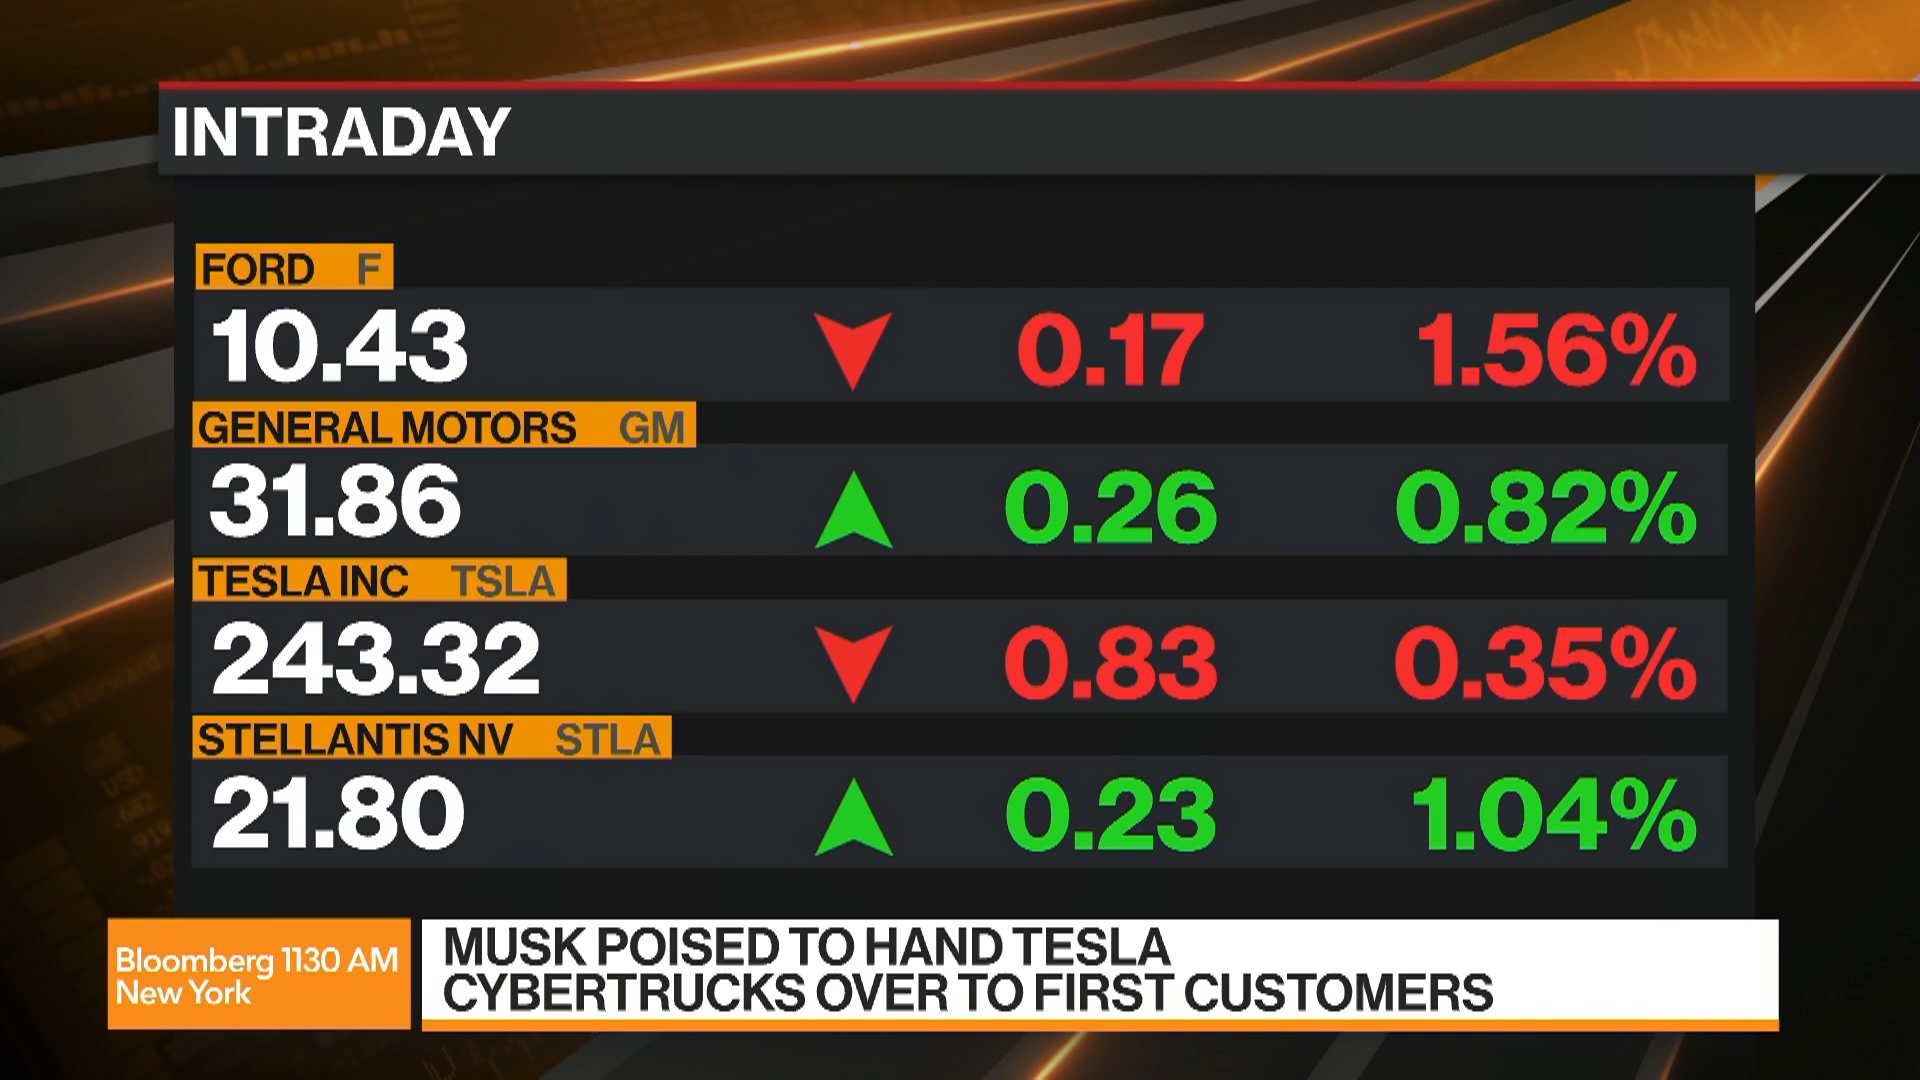 INTRADAY
FORD F
10.43 0.17 1.56%
GENERAL MOTORS GM
31.86 0.26 0.82%
TESLA INC TSLA
243.32 0.83 0.35%
STELLANTIS NV STLA
21.80 0.23 1.04%
Bloomberg 1130 AM
New York
MUSK POISED TO HAND TESLA
CYBERTRUCKS OVER TO FIRST CUSTOMERS